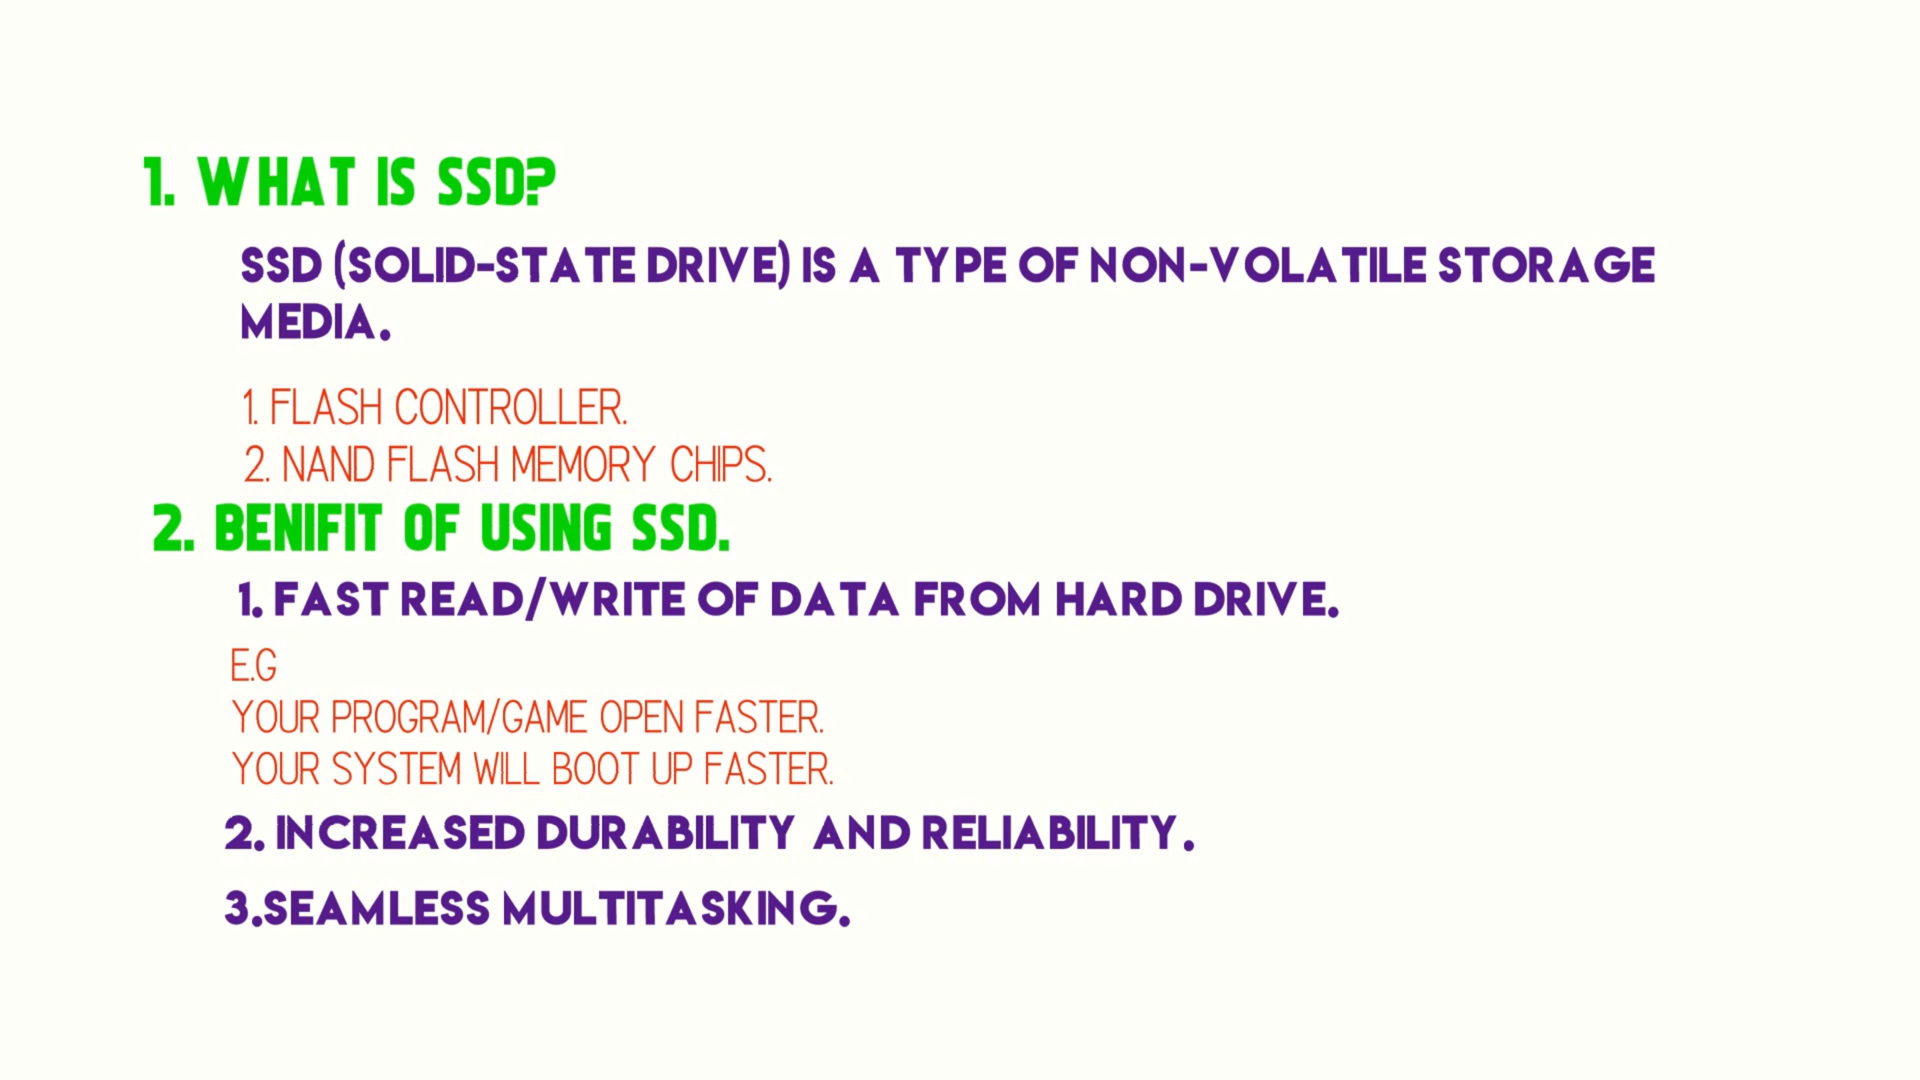 1. WHAT IS SSD?
SSD (SOLID-STATE DRIVE) IS A TYPE OF NON-VOLATILE STORAGE
MEDIA.
1. FLASH CONTROLLER.
2. NAND FLASH MEMORY CHIPS.
2. BENIFIT OF USING SSD.
1. FAST READ/WRITE OF DATA FROM HARD DRIVE.
E.G
YOUR PROGRAM/GAME OPEN FASTER.
YOUR SYSTEM WILL BOOT UP FASTER.
2. INCREASED DURABILITY AND RELIABILITY.
3.SEAMLESS MULTITASKING.